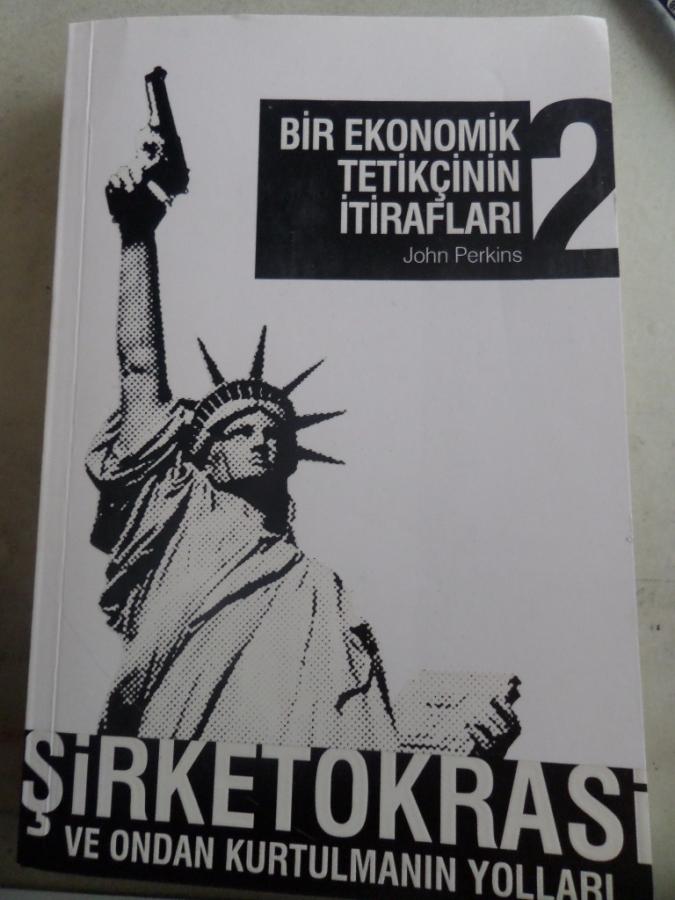 BİR EKONOMİK
TETİKÇİNİN
İTİRAFLARI
2
John Perkins
ŞİRKETOKRASİ
VE ONDAN KURTULMANIN YOLLARI